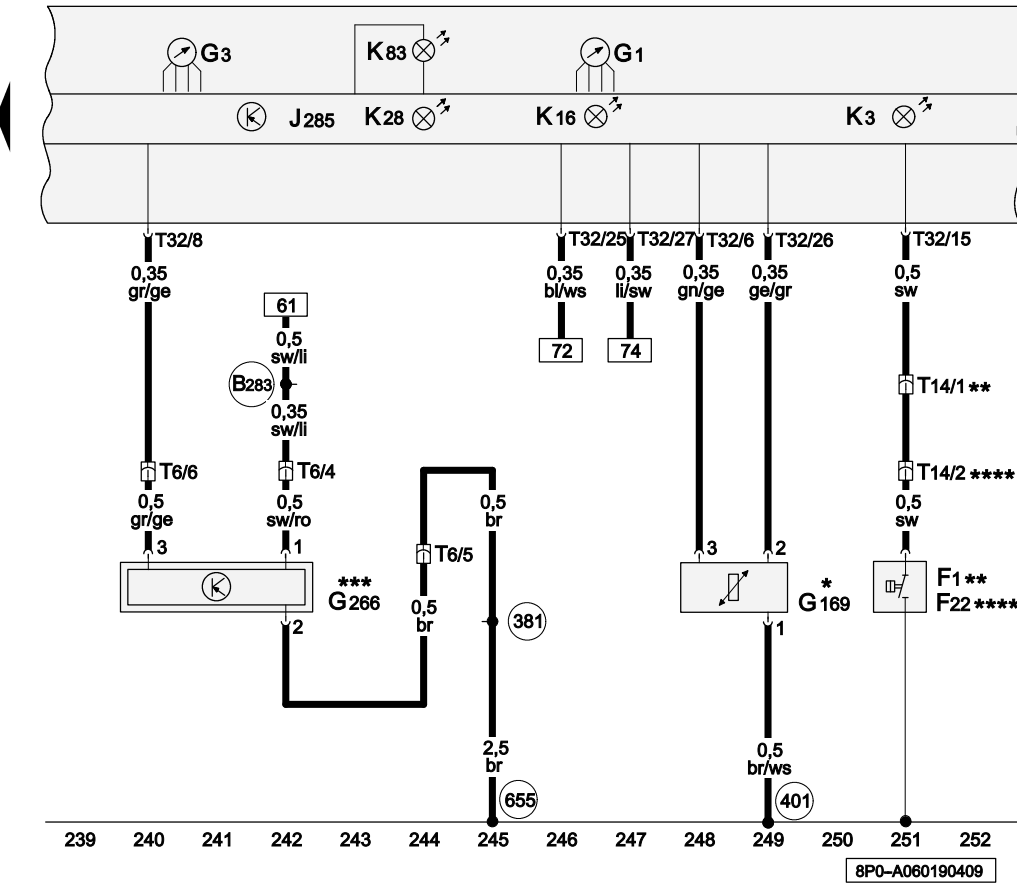 K83
G3
G1
J285
K28
K16
K3
T32/8
T32/25
T32/27
T32/6
T32/26
T32/15
0,35
gr/ge
0,35
bl/ws
0,35
li/sw
0,35
gn/ge
0,35
ge/gr
0,5
sw
61
0,5
sw/li
72
74
B283
T14/1 **
0,35
sw/li
T6/6
T6/4
T14/2 ****
0,5
gr/ge
0,5
sw/ro
0,5
br
0,5
sw
3
1
T6/5
3
2
***
G266
*
G169
F1 **
F22 ****
0,5
br
2
381
1
2,5
br
0,5
br/ws
655
401
239 240 241 242 243 244 245 246 247 248 249 250 251 252
8P0-A060190409